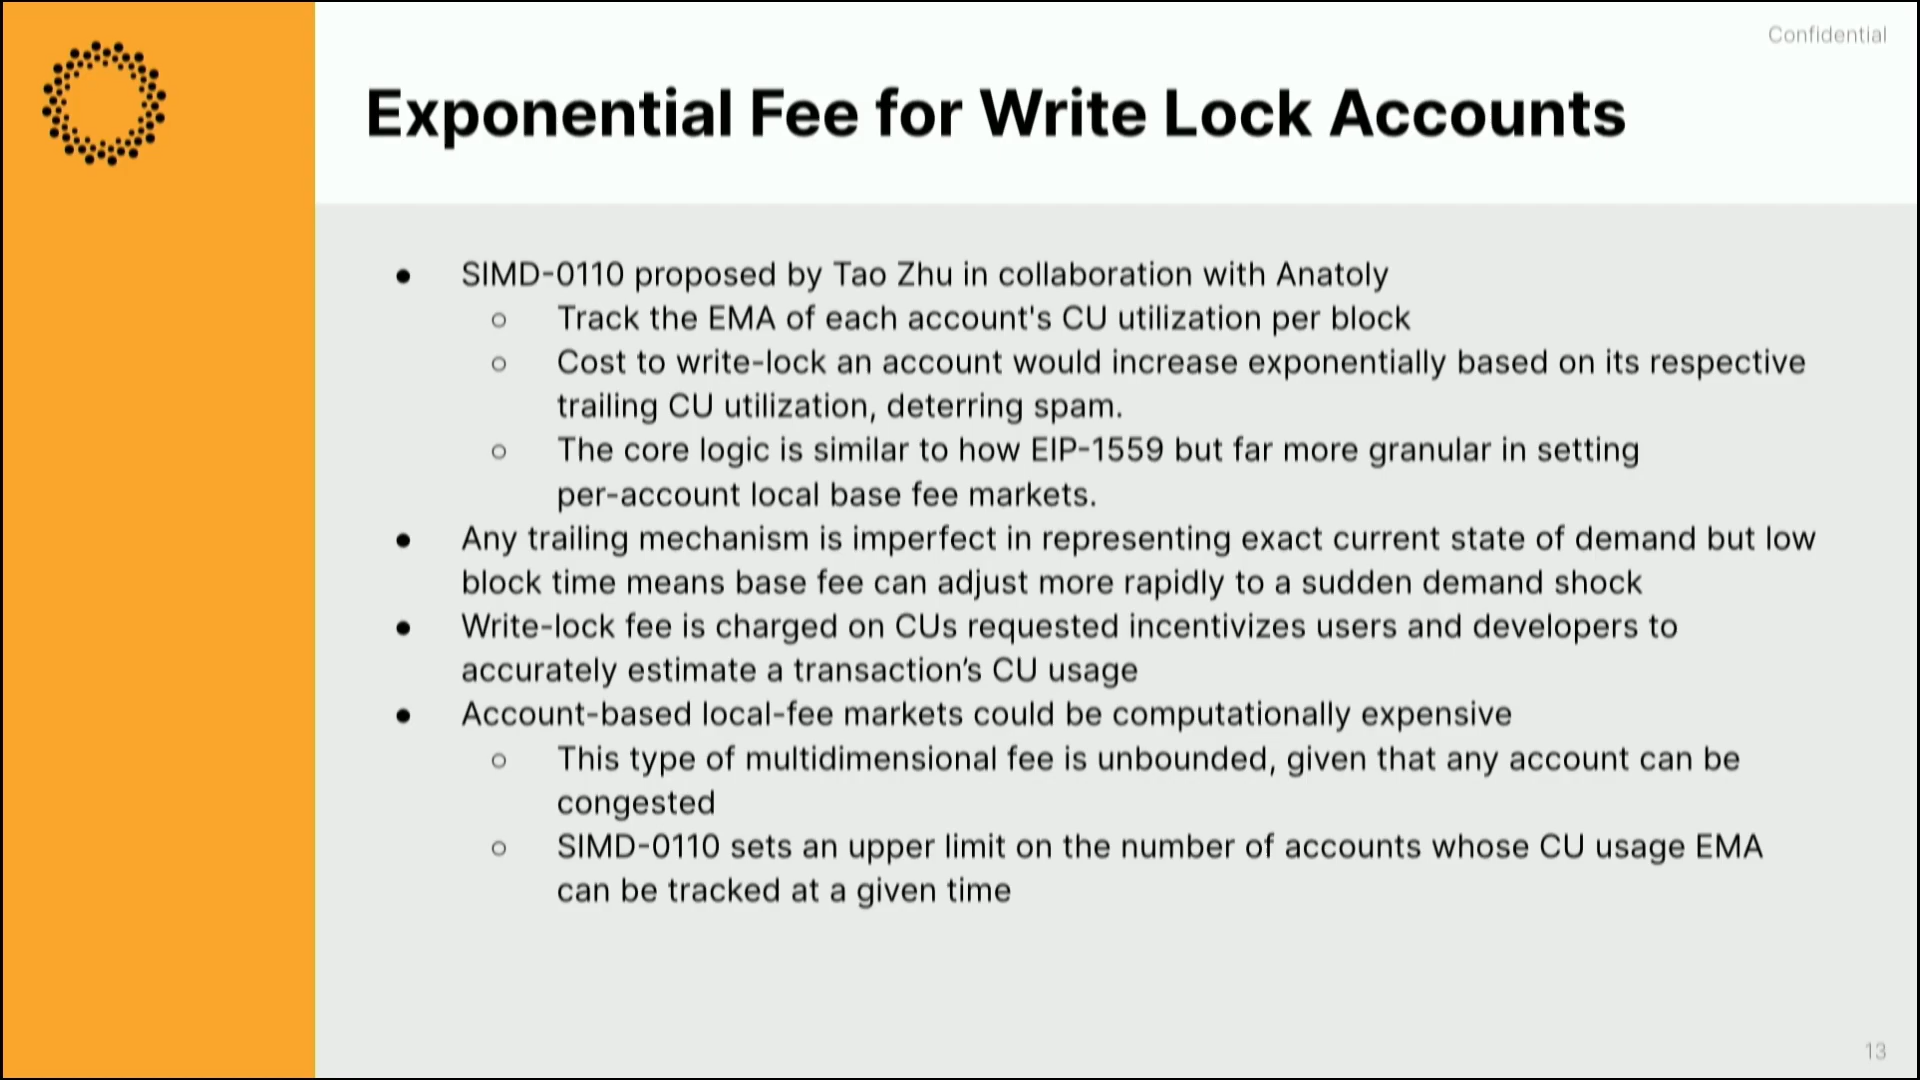 Confidential
Exponential Fee for Write Lock Accounts
● SIMD-0110 proposed by Tao Zhu in collaboration with Anatoly
○ Track the EMA of each account's CU utilization per block
○ Cost to write-lock an account would increase exponentially based on its respective
trailing CU utilization, deterring spam.
○ The core logic is similar to how EIP-1559 but far more granular in setting
per-account local base fee markets.
● Any trailing mechanism is imperfect in representing exact current state of demand but low
block time means base fee can adjust more rapidly to a sudden demand shock
● Write-lock fee is charged on CUs requested incentivizes users and developers to
accurately estimate a transaction’s CU usage
● Account-based local-fee markets could be computationally expensive
○ This type of multidimensional fee is unbounded, given that any account can be
congested
○ SIMD-0110 sets an upper limit on the number of accounts whose CU usage EMA
can be tracked at a given time
13